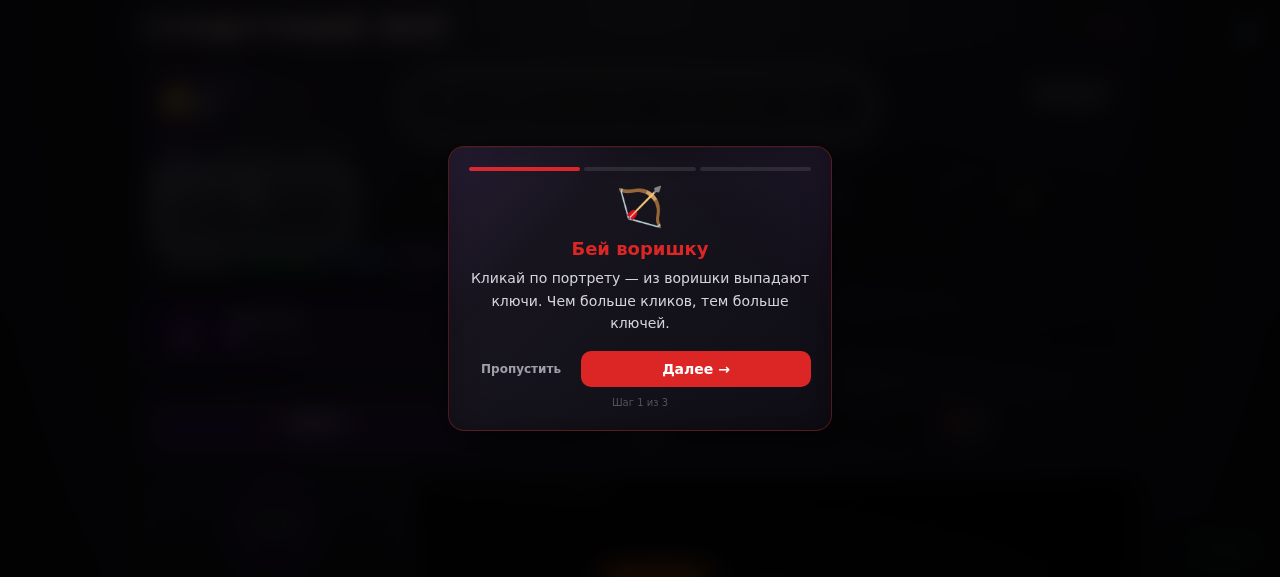 Бей воришку
Кликай по портрету — из воришки выпадают
ключи. Чем больше кликов, тем больше
ключей.
Пропустить
Далее →
Шаг 1 из 3